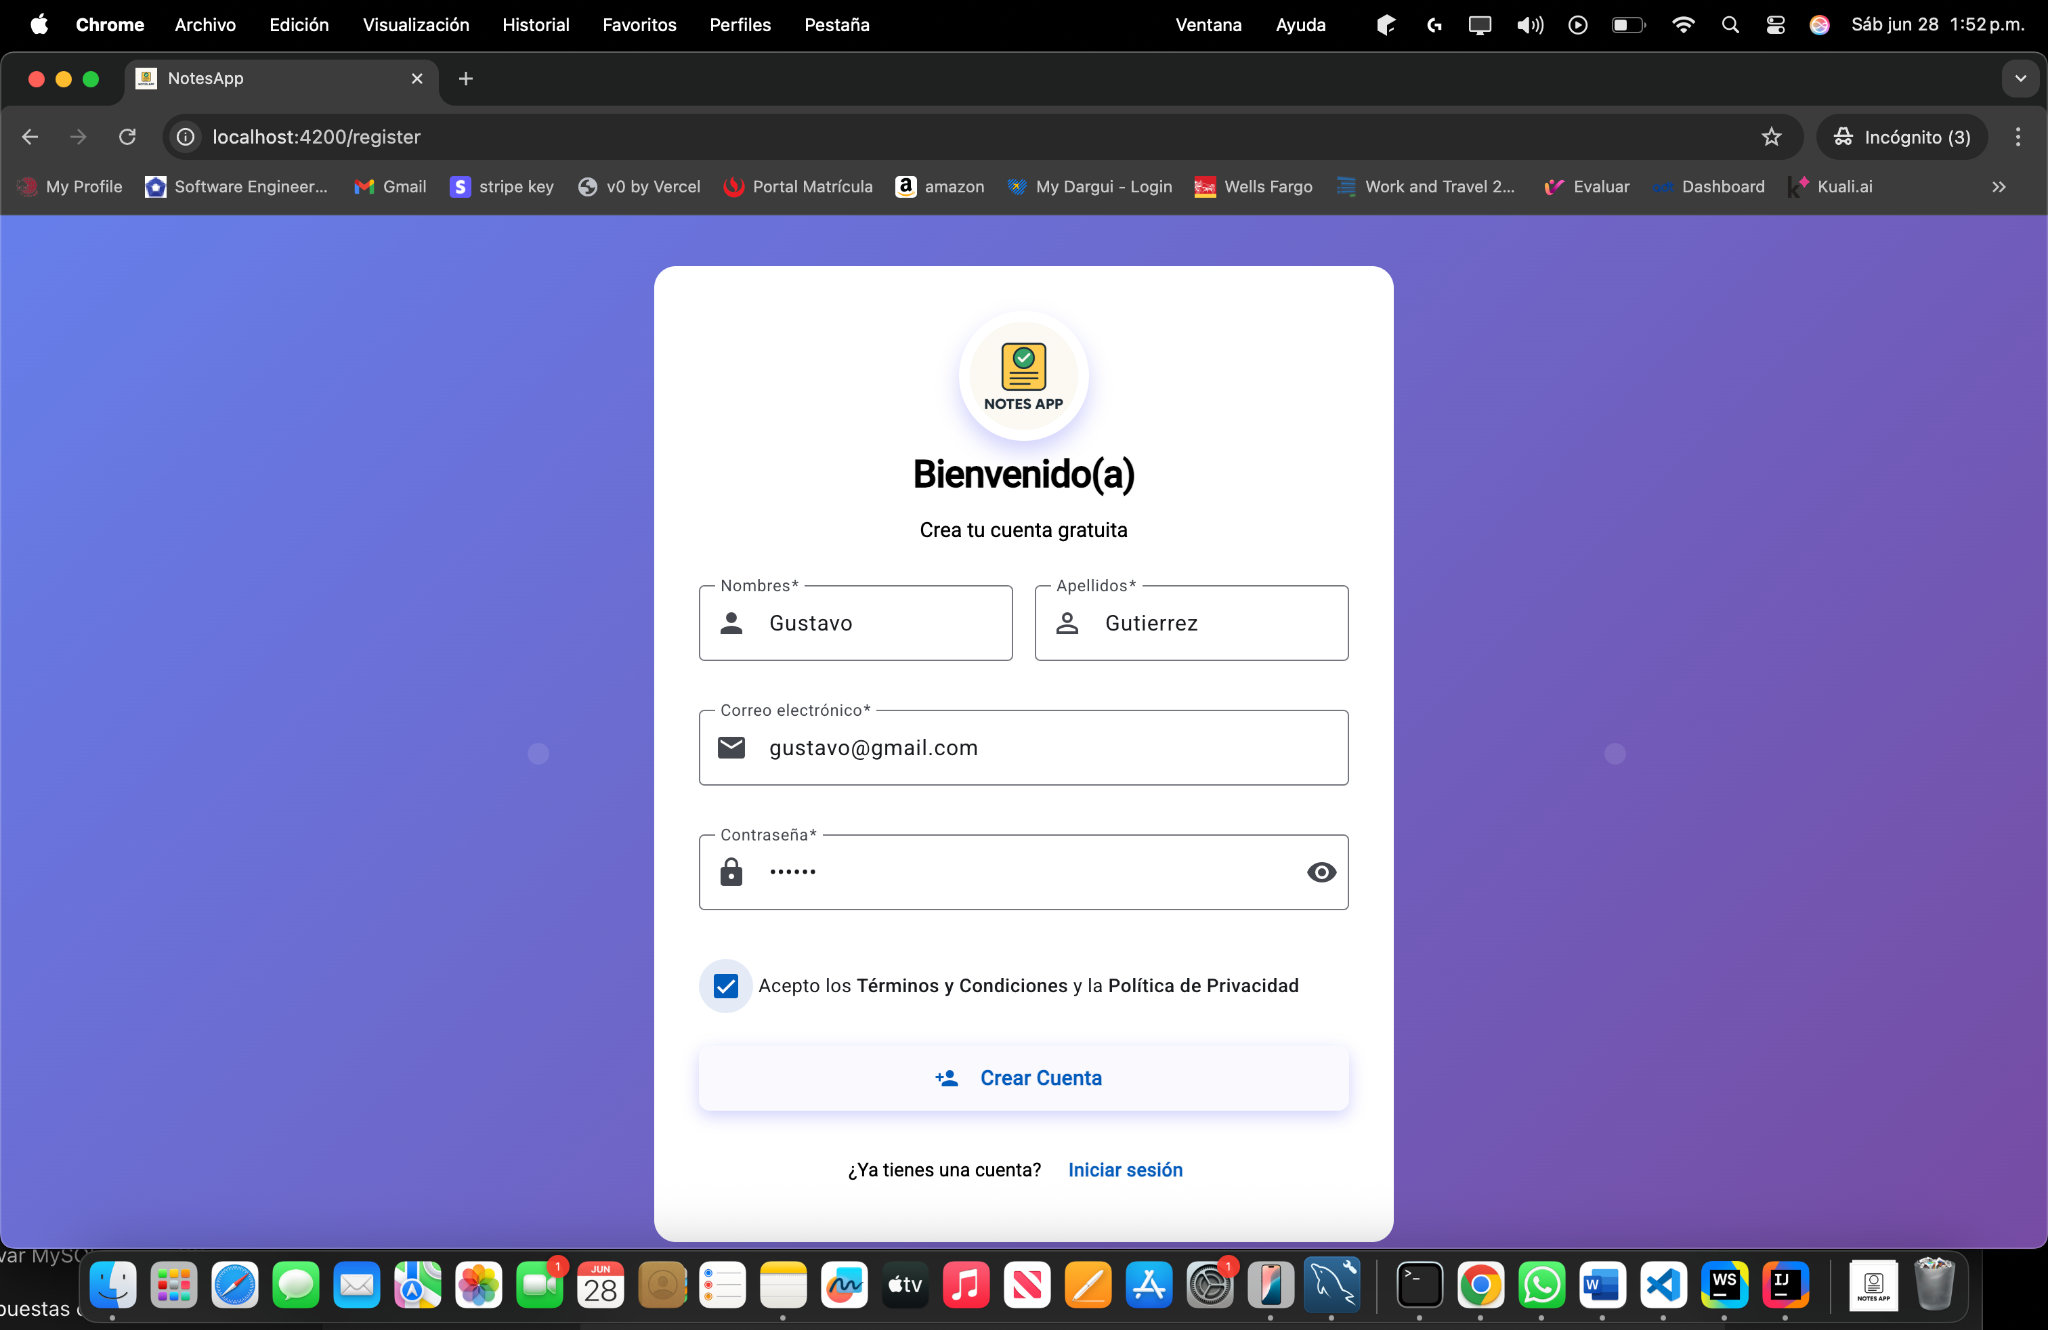 Chrome Archivo Edición Visualización Historial Favoritos Perfiles Pestaña Ventana Ayuda Sáb jun 28 1:52 p.m.
NotesApp
localhost:4200/register Incógnito (3)
My Profile Software Engineer... Gmail stripe key v0 by Vercel Portal Matrícula amazon My Dargui - Login Wells Fargo Work and Travel 2... Evaluar Dashboard Kuali.ai
NOTES APP
Bienvenido(a)
Crea tu cuenta gratuita
Nombres* Apellidos*
Gustavo Gutierrez
Correo electrónico*
gustavo@gmail.com
Contraseña*
••••••
Acepto los Términos y Condiciones y la Política de Privacidad
Crear Cuenta
¿Ya tienes una cuenta? Iniciar sesión
1 JUN 28 tv 1 W WS IJ NOTES APP